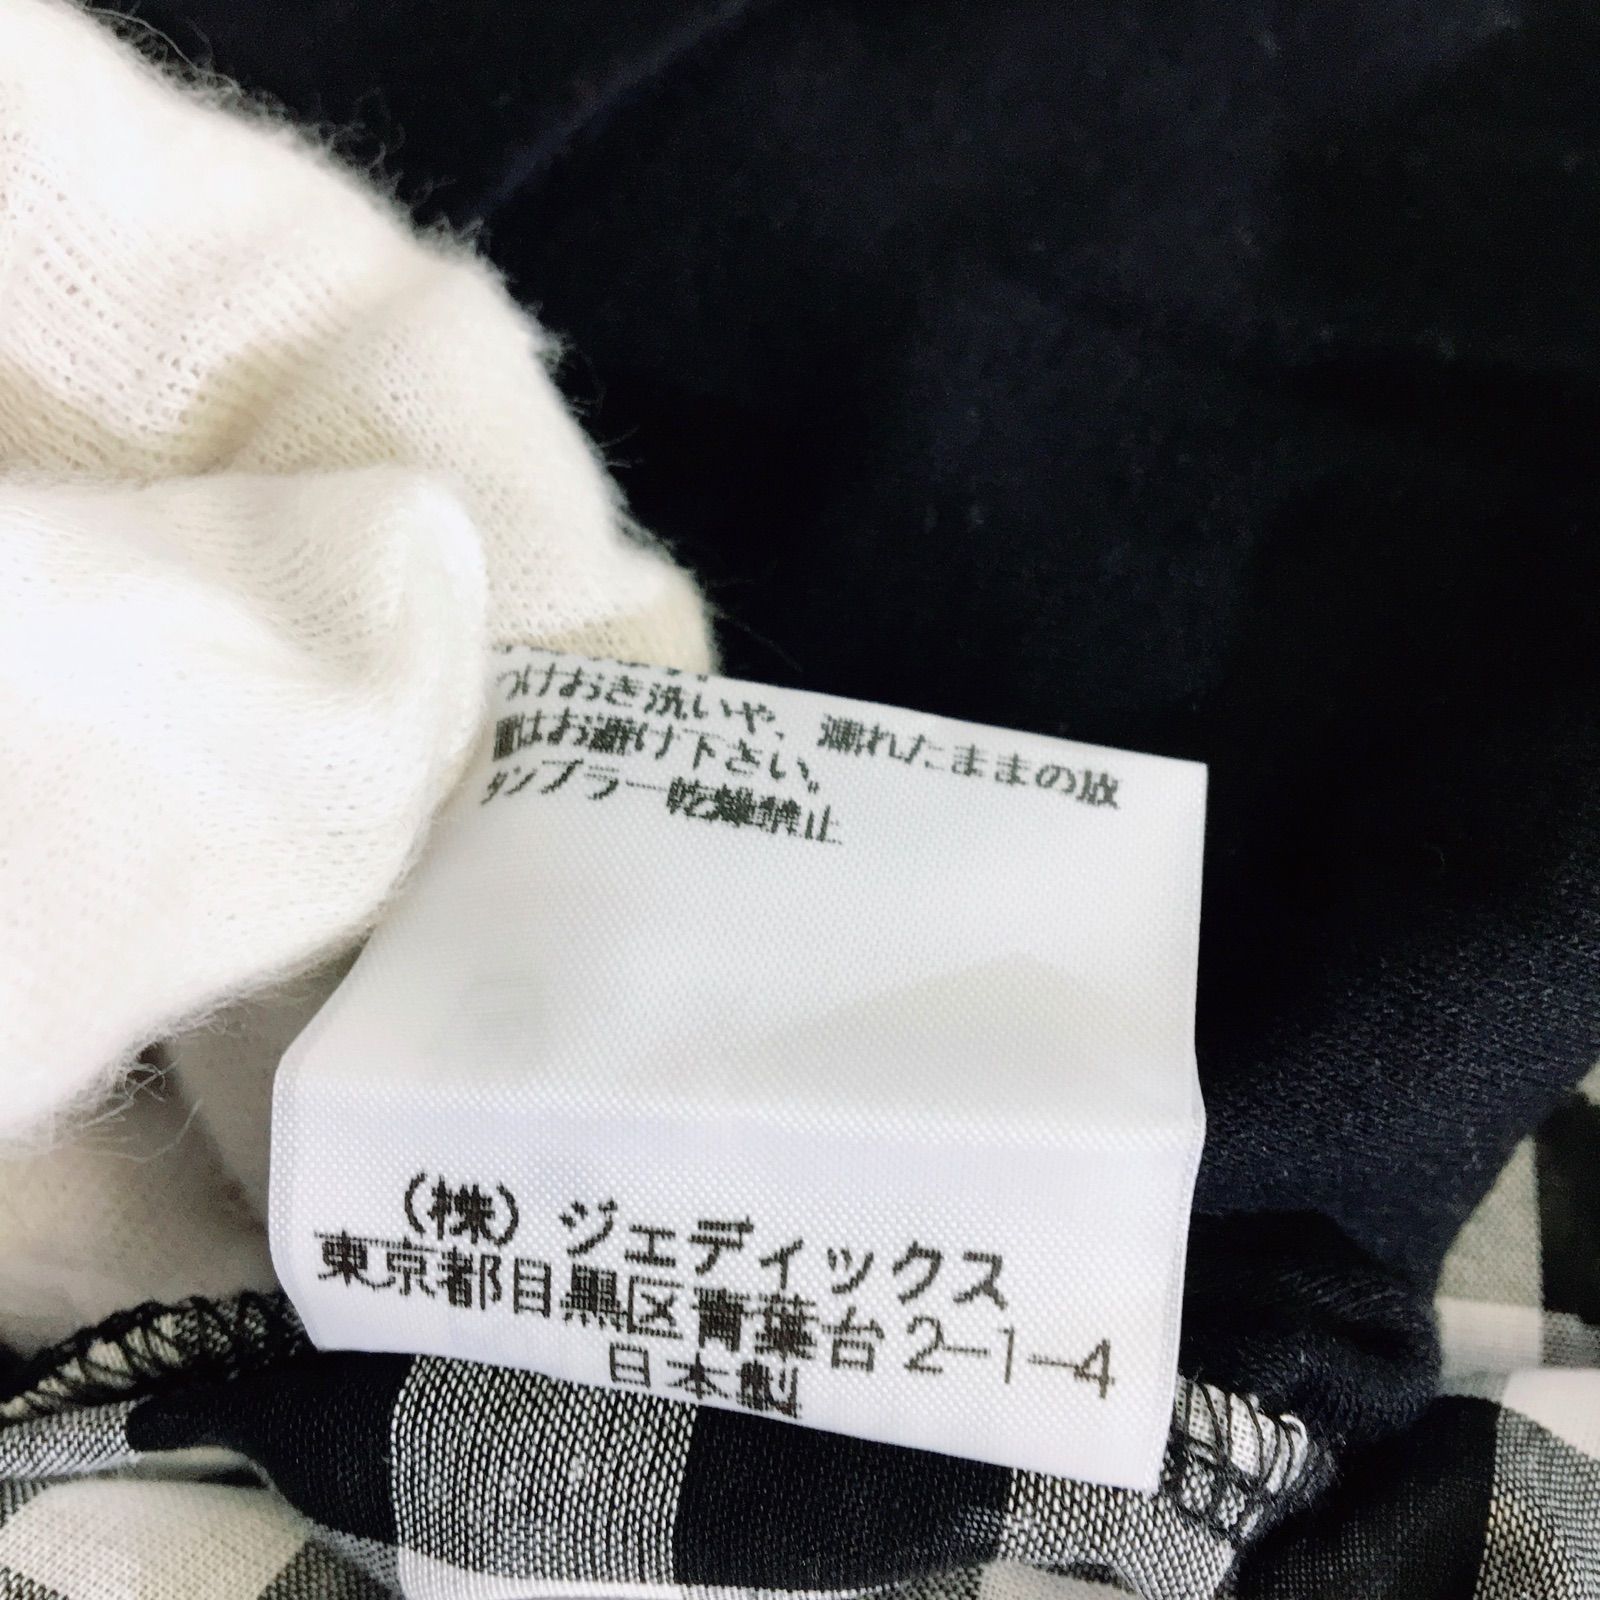 つけおき洗いや、濡れたままの放
置はお避け下さい。
タンブラー乾燥禁止
(株)ジェディックス
東京都目黒区青葉台2-1-4
日本製